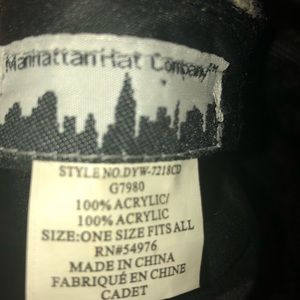 Manhattan Hat Company™
STYLE NO.DYW-7218CD
G7980
100% ACRYLIC/
100% ACRYLIC
SIZE:ONE SIZE FITS ALL
RN#54976
MADE IN CHINA
FABRIQUÉ EN CHINE
CADET